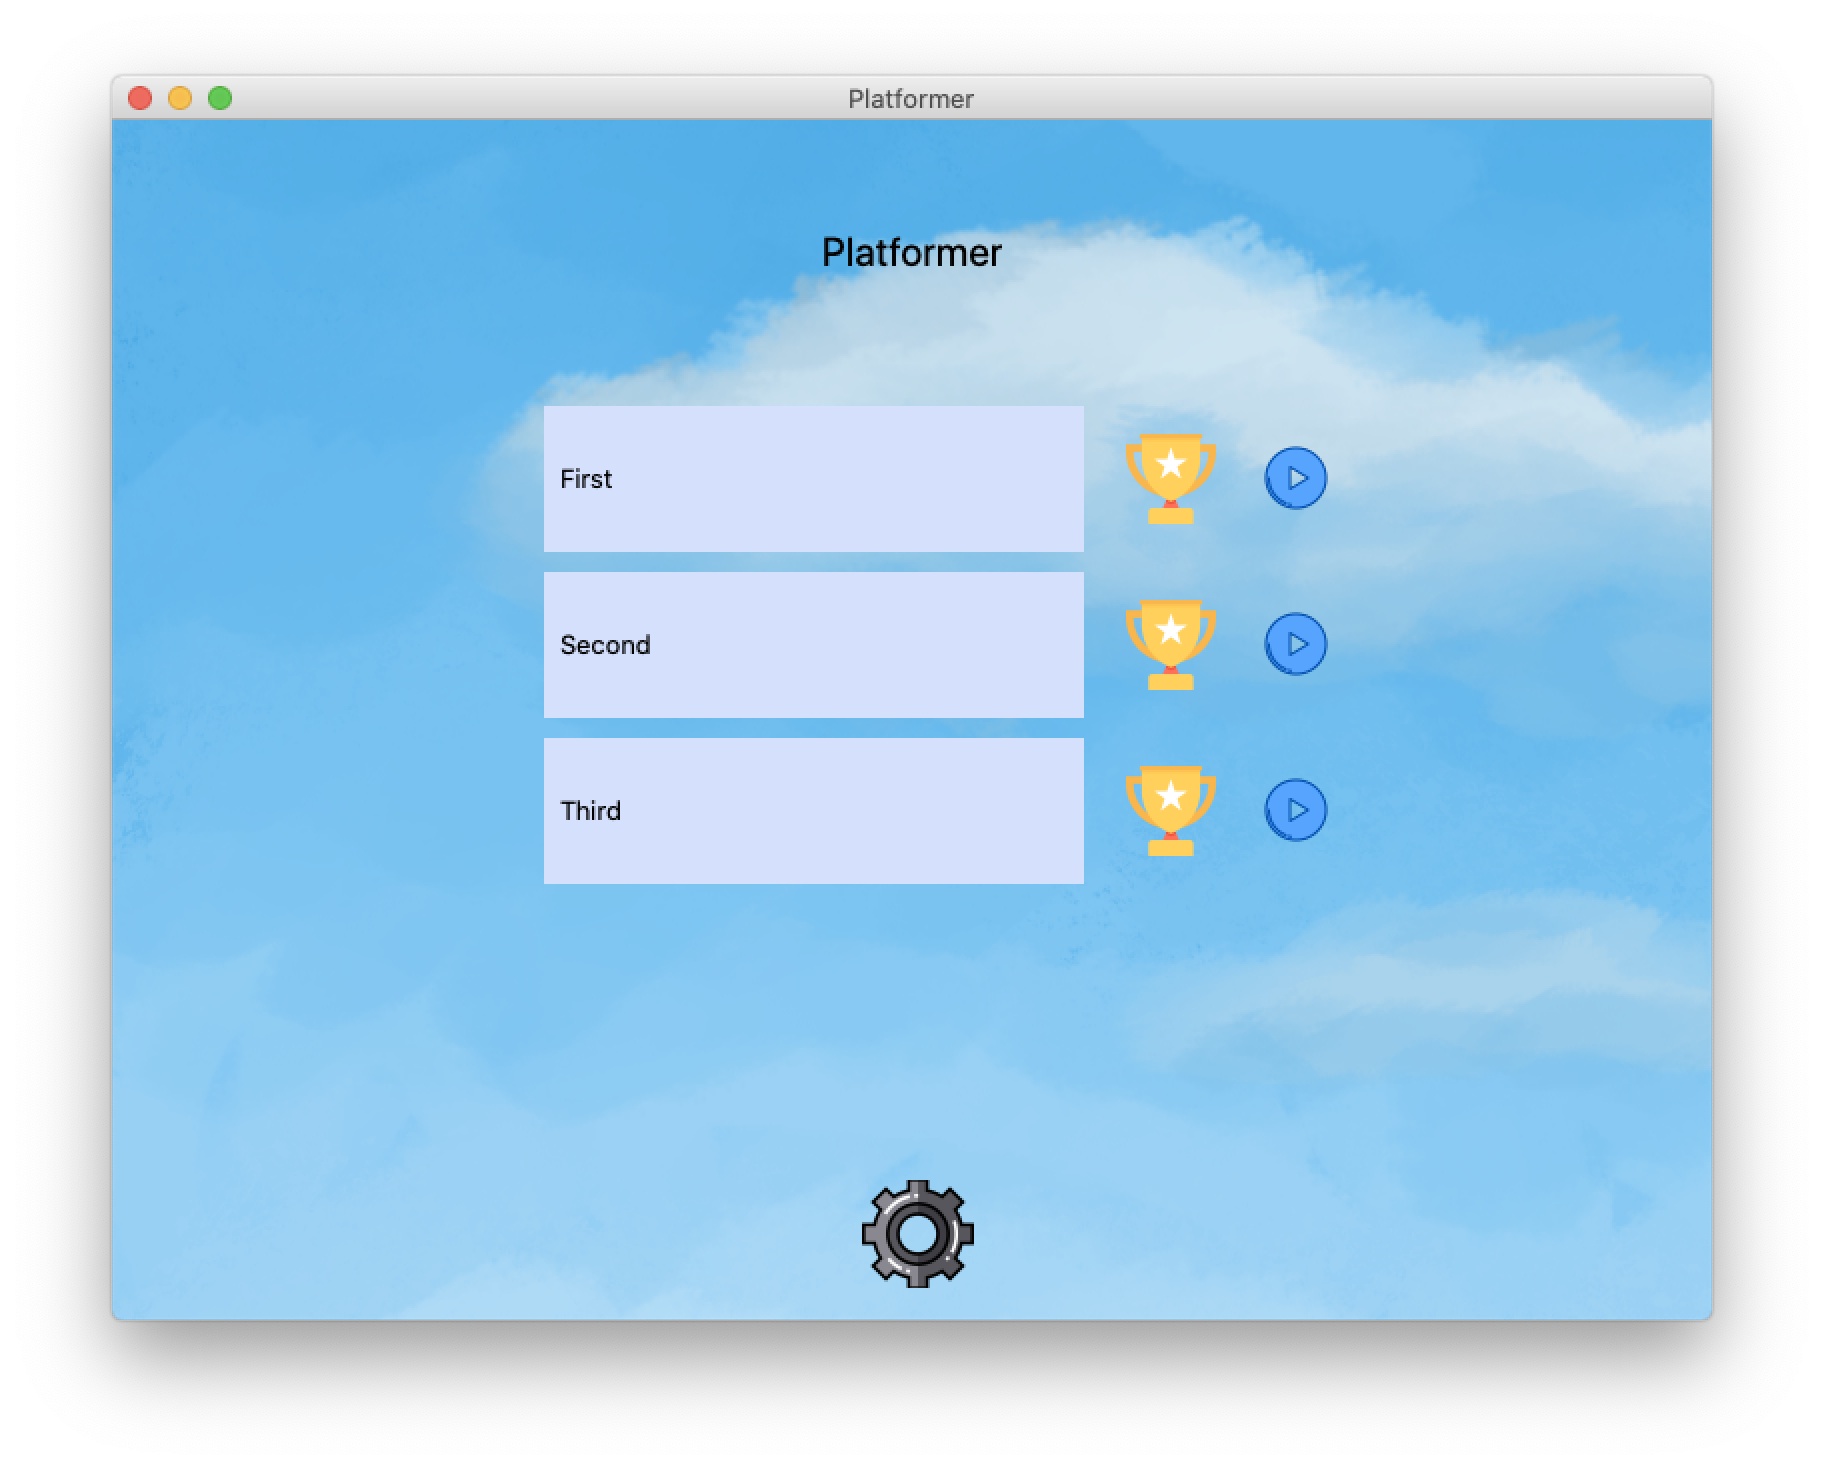 Platformer
Platformer
First
Second
Third